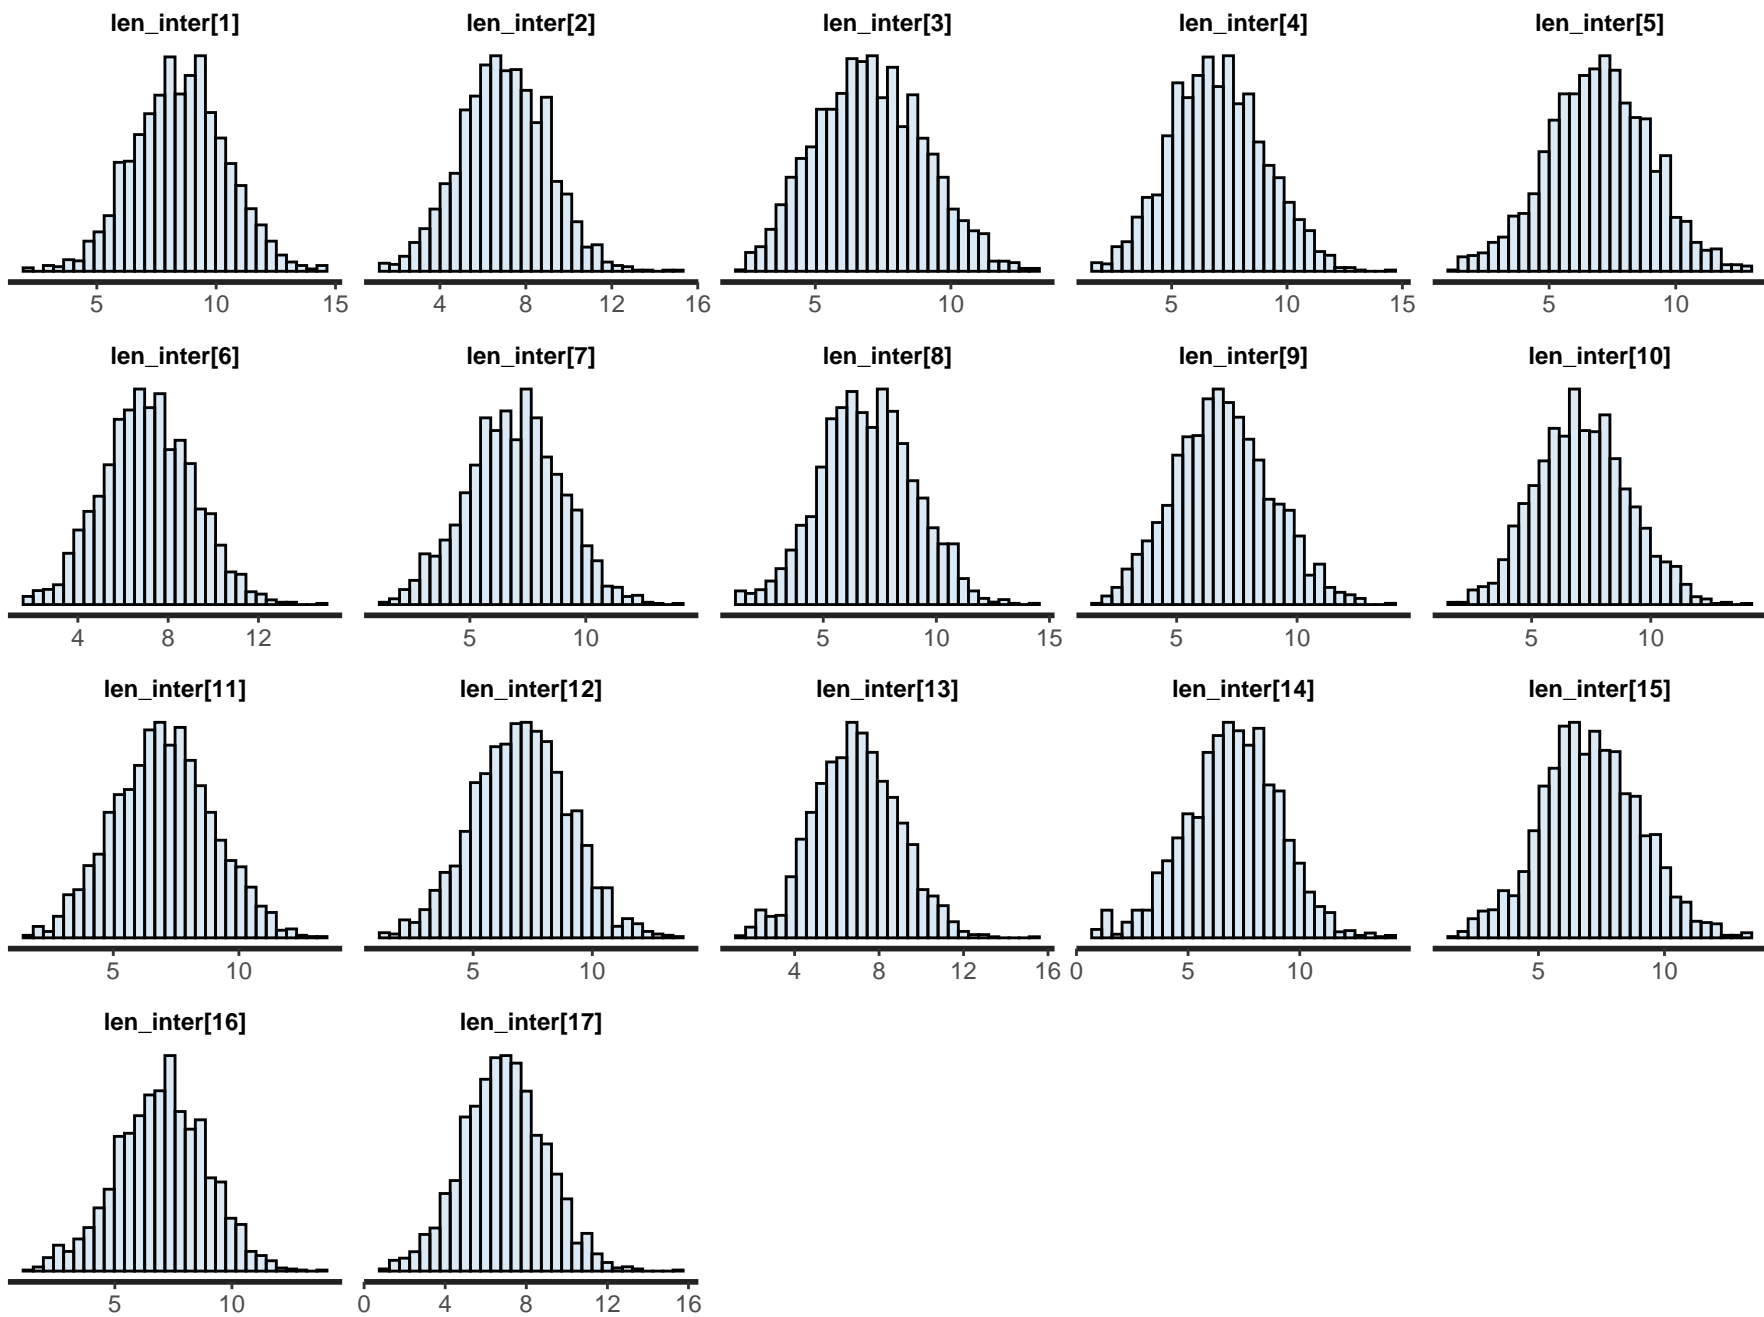 len_inter[1] len_inter[2] len_inter[3] len_inter[4] len_inter[5]
5 10 15 4 8 12 16 5 10 5 10 15 5 10
len_inter[6] len_inter[7] len_inter[8] len_inter[9] len_inter[10]
4 8 12 5 10 5 10 15 5 10 5 10
len_inter[11] len_inter[12] len_inter[13] len_inter[14] len_inter[15]
5 10 5 10 4 8 12 16 0 5 10 5 10
len_inter[16] len_inter[17]
5 10 0 4 8 12 16